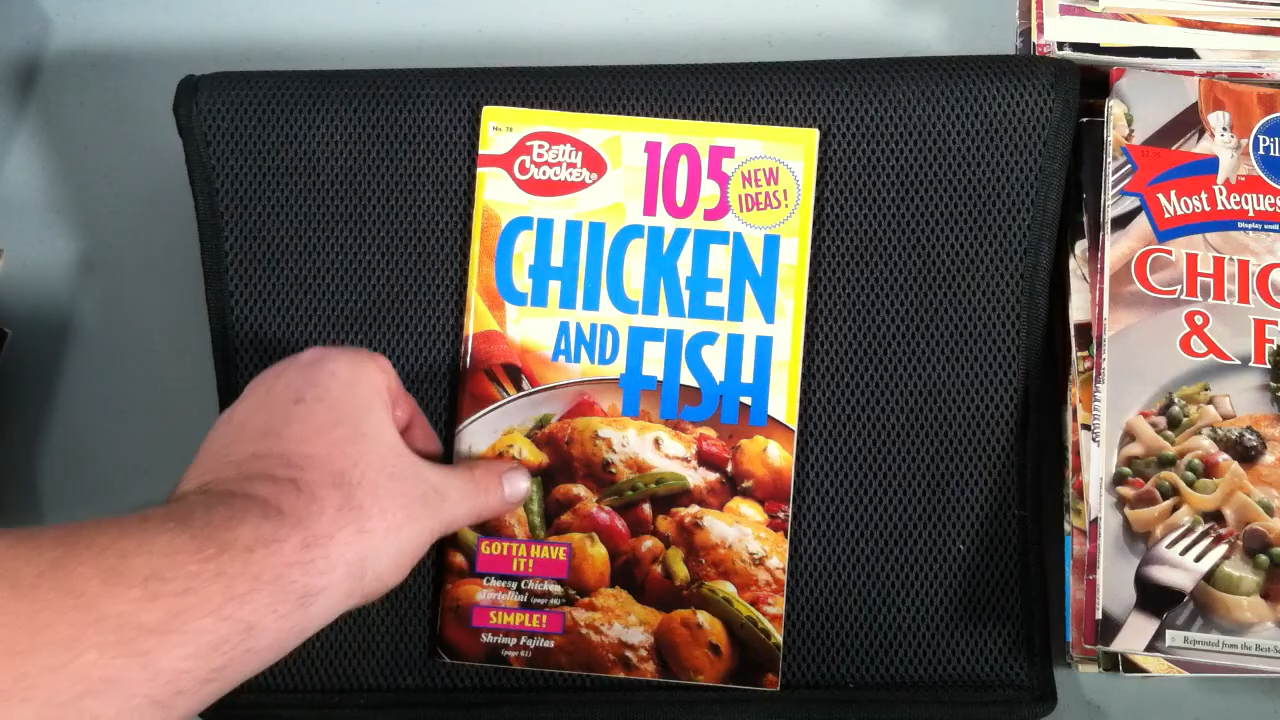 No. 78
Betty
Crocker®
105
NEW
IDEAS!
CHICKEN
AND FISH
GOTTA HAVE
IT!
Cheesy Chicken
Tortellini (page 46)
SIMPLE!
Shrimp Fajitas
(page 61)
Pil
Most Reques
Display until
CHIC
& F
Reprinted from the Best-S